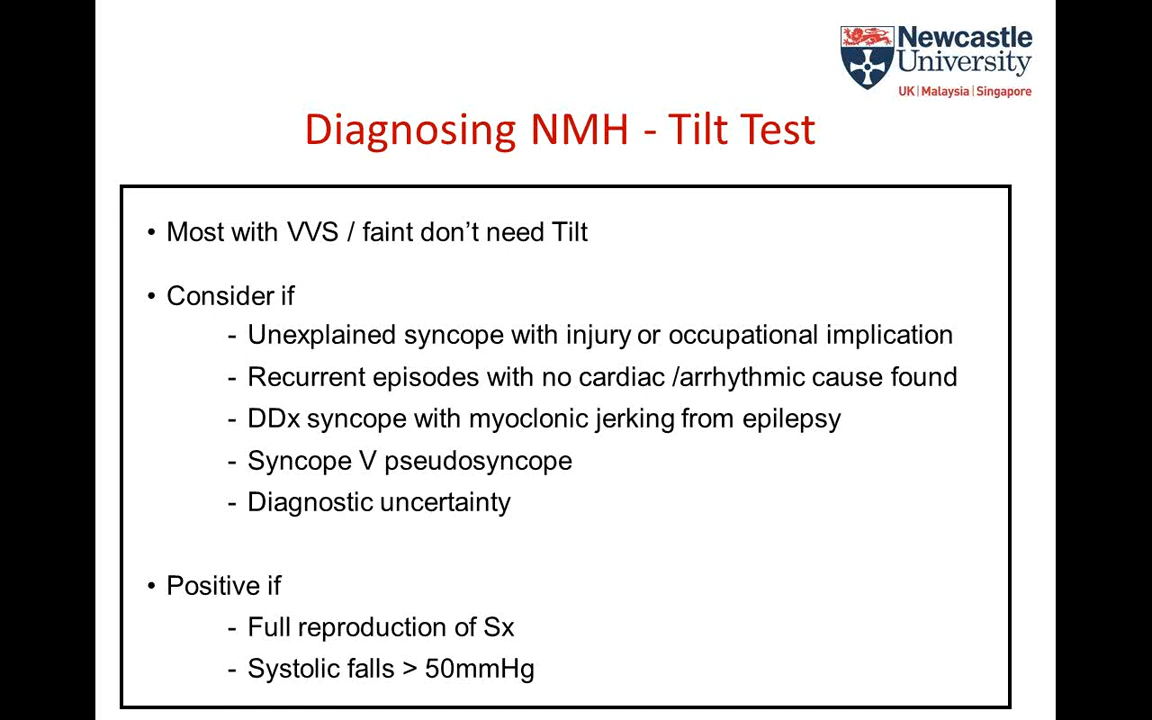 Newcastle
University
UK | Malaysia | Singapore
Diagnosing NMH - Tilt Test
• Most with VVS / faint don’t need Tilt
• Consider if
- Unexplained syncope with injury or occupational implication
- Recurrent episodes with no cardiac /arrhythmic cause found
- DDx syncope with myoclonic jerking from epilepsy
- Syncope V pseudosyncope
- Diagnostic uncertainty
• Positive if
- Full reproduction of Sx
- Systolic falls > 50mmHg